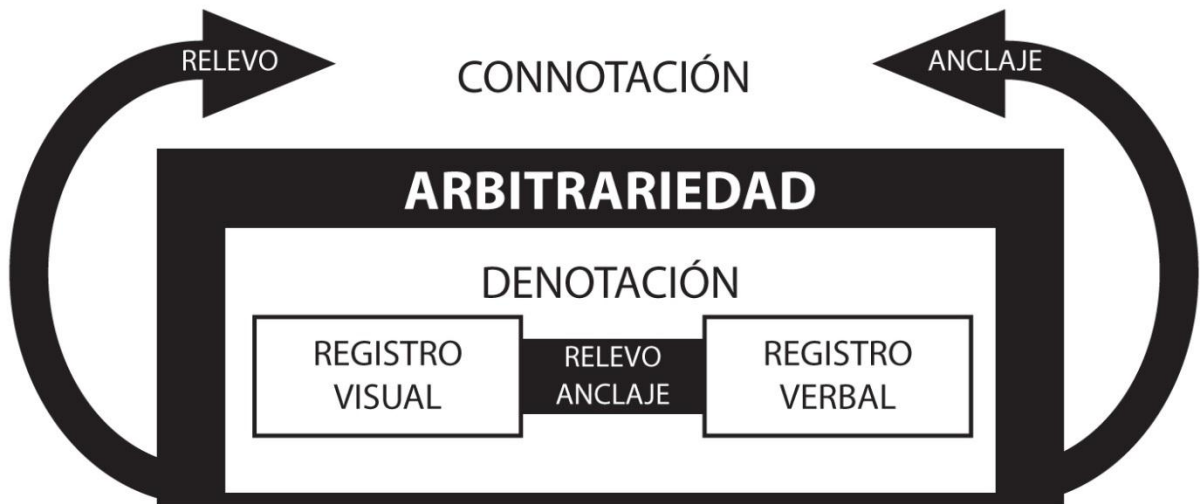 RELEVO
CONNOTACIÓN
ANCLAJE
ARBITRARIEDAD
DENOTACIÓN
REGISTRO
VISUAL
RELEVO
ANCLAJE
REGISTRO
VERBAL